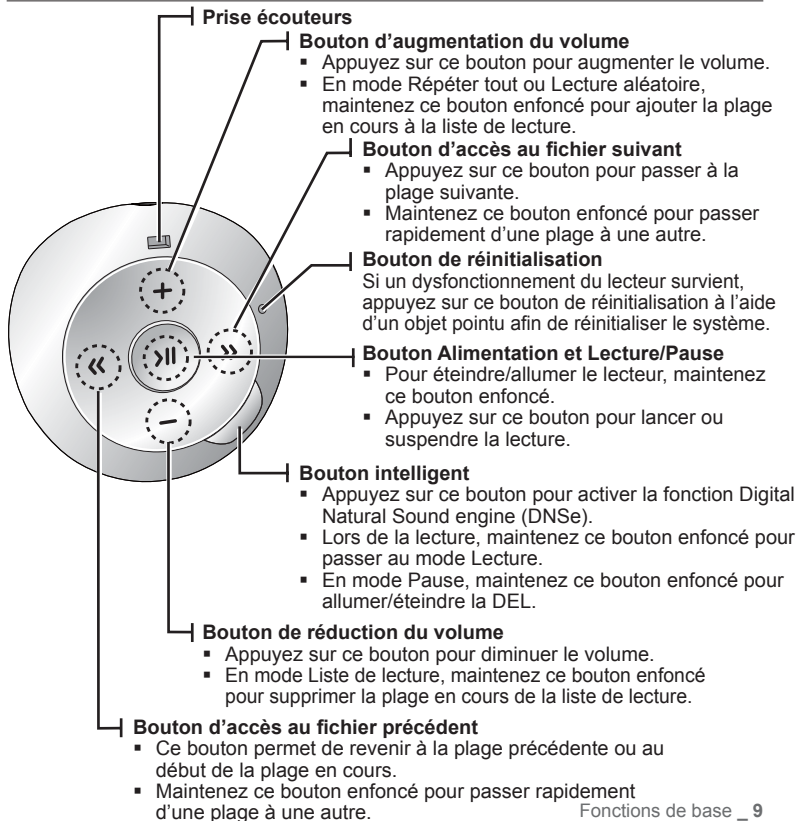 Prise écouteurs
Bouton d'augmentation du volume
▪ Appuyez sur ce bouton pour augmenter le volume.
▪ En mode Répéter tout ou Lecture aléatoire,
maintenez ce bouton enfoncé pour ajouter la plage
en cours à la liste de lecture.
Bouton d'accès au fichier suivant
▪ Appuyez sur ce bouton pour passer à la
plage suivante.
▪ Maintenez ce bouton enfoncé pour passer
rapidement d'une plage à une autre.
Bouton de réinitialisation
Si un dysfonctionnement du lecteur survient,
appuyez sur ce bouton de réinitialisation à l'aide
d'un objet pointu afin de réinitialiser le système.
Bouton Alimentation et Lecture/Pause
▪ Pour éteindre/allumer le lecteur, maintenez
ce bouton enfoncé.
▪ Appuyez sur ce bouton pour lancer ou
suspendre la lecture.
Bouton intelligent
▪ Appuyez sur ce bouton pour activer la fonction Digital
Natural Sound engine (DNSe).
▪ Lors de la lecture, maintenez ce bouton enfoncé pour
passer au mode Lecture.
▪ En mode Pause, maintenez ce bouton enfoncé pour
allumer/éteindre la DEL.
Bouton de réduction du volume
▪ Appuyez sur ce bouton pour diminuer le volume.
▪ En mode Liste de lecture, maintenez ce bouton enfoncé
pour supprimer la plage en cours de la liste de lecture.
Bouton d'accès au fichier précédent
▪ Ce bouton permet de revenir à la plage précédente ou au
début de la plage en cours.
▪ Maintenez ce bouton enfoncé pour passer rapidement
d'une plage à une autre.
Fonctions de base _ 9